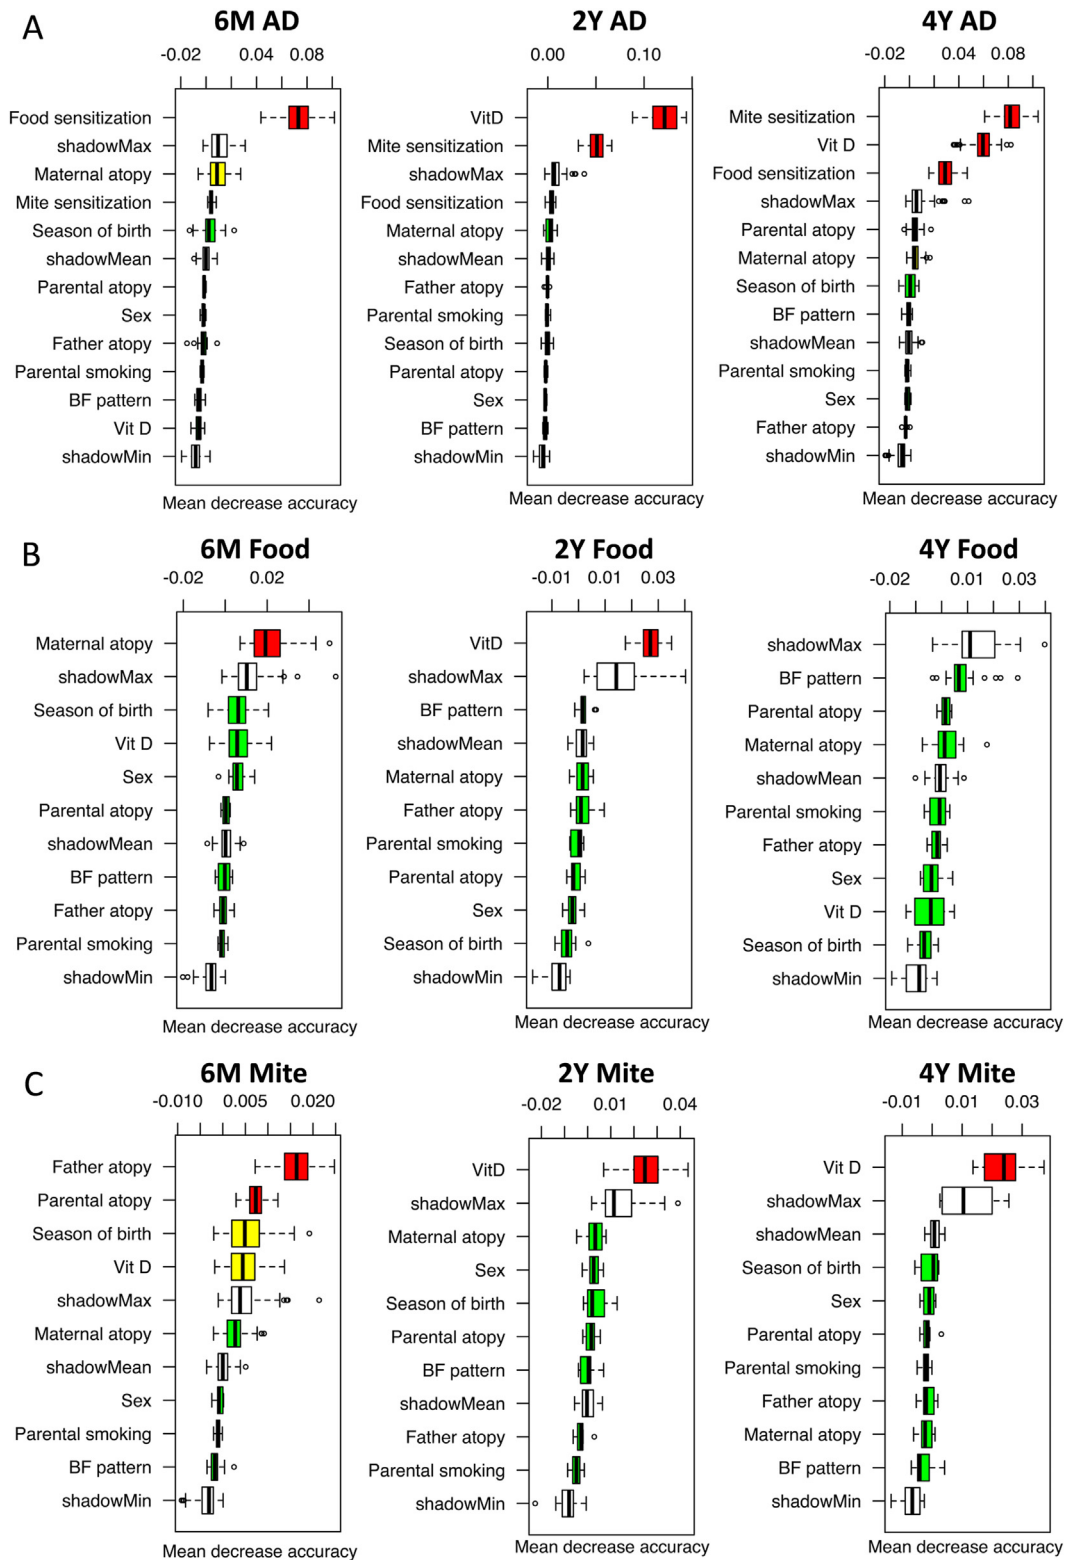 A
6M AD
2Y AD
4Y AD
-0.02 0.04 0.08
0.00 0.10
-0.02 0.04 0.08
Food sensitization
shadowMax
Maternal atopy
Mite sensitization
Season of birth
shadowMean
Parental atopy
Sex
Father atopy
Parental smoking
BF pattern
Vit D
shadowMin
Mean decrease accuracy
VitD
Mite sensitization
shadowMax
Food sensitization
Maternal atopy
shadowMean
Father atopy
Parental smoking
Season of birth
Parental atopy
Sex
BF pattern
shadowMin
Mean decrease accuracy
Mite sesitization
Vit D
Food sensitization
shadowMax
Parental atopy
Maternal atopy
Season of birth
BF pattern
shadowMean
Parental smoking
Sex
Father atopy
shadowMin
Mean decrease accuracy
B
6M Food
2Y Food
4Y Food
-0.02 0.02
-0.01 0.01 0.03
-0.02 0.01 0.03
Maternal atopy
shadowMax
Season of birth
Vit D
Sex
Parental atopy
shadowMean
BF pattern
Father atopy
Parental smoking
shadowMin
Mean decrease accuracy
VitD
shadowMax
BF pattern
shadowMean
Maternal atopy
Father atopy
Parental smoking
Parental atopy
Sex
Season of birth
shadowMin
Mean decrease accuracy
shadowMax
BF pattern
Parental atopy
Maternal atopy
shadowMean
Parental smoking
Father atopy
Sex
Vit D
Season of birth
shadowMin
Mean decrease accuracy
C
6M Mite
2Y Mite
4Y Mite
-0.010 0.005 0.020
-0.02 0.01 0.04
-0.01 0.01 0.03
Father atopy
Parental atopy
Season of birth
Vit D
shadowMax
Maternal atopy
shadowMean
Sex
Parental smoking
BF pattern
shadowMin
Mean decrease accuracy
VitD
shadowMax
Maternal atopy
Sex
Season of birth
Parental atopy
BF pattern
shadowMean
Father atopy
Parental smoking
shadowMin
Mean decrease accuracy
Vit D
shadowMax
shadowMean
Season of birth
Sex
Parental atopy
Parental smoking
Father atopy
Maternal atopy
BF pattern
shadowMin
Mean decrease accuracy